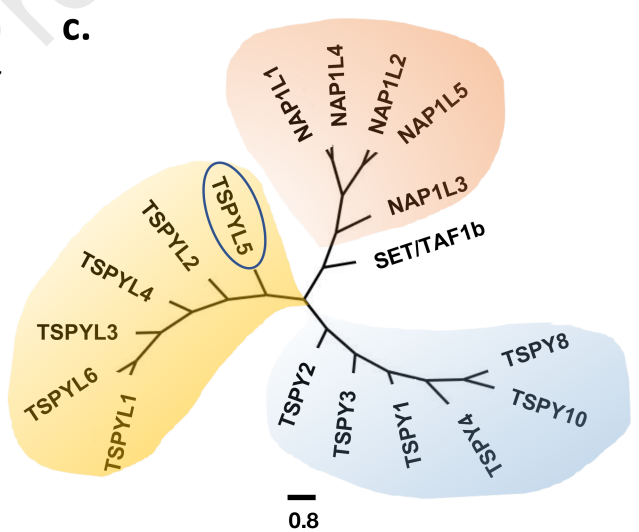 c.
NAP1L1
NAP1L4
NAP1L2
NAP1L5
NAP1L3
SET/TAF1b
TSPYL5
TSPYL2
TSPYL4
TSPYL3
TSPYL6
TSPYL1
TSPY2
TSPY3
TSPY1
TSPY4
TSPY8
TSPY10
0.8